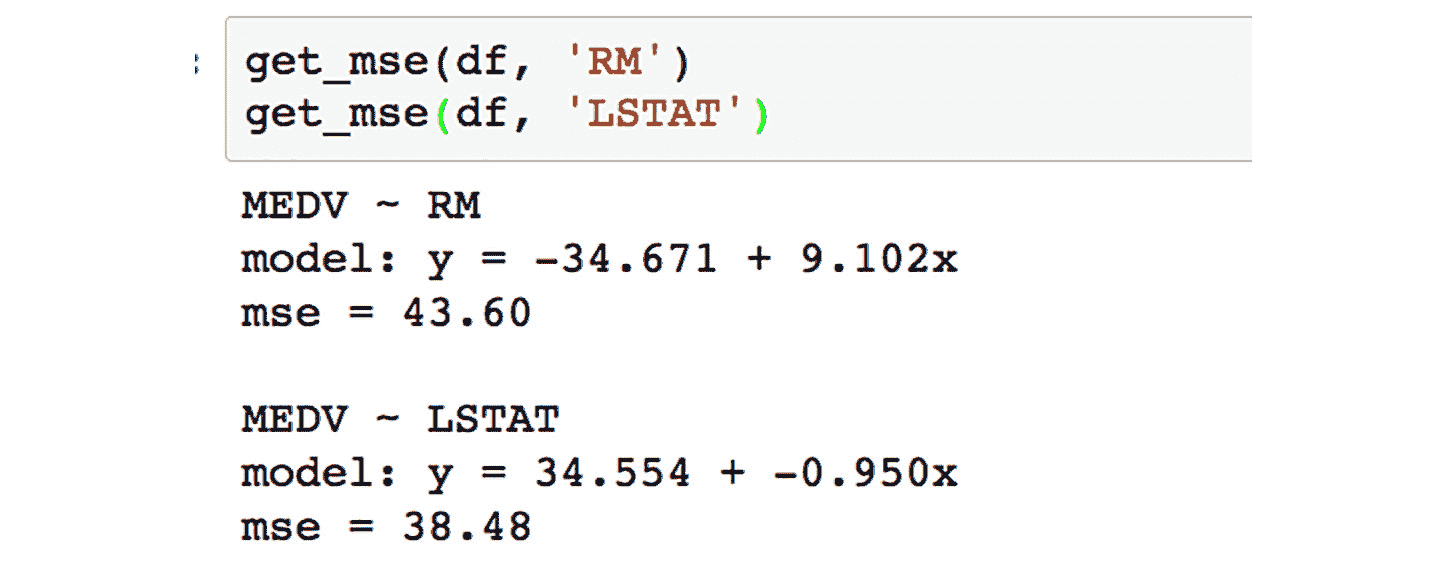 :
get_mse(df, 'RM')
get_mse(df, 'LSTAT')
MEDV ~ RM
model: y = -34.671 + 9.102x
mse = 43.60
MEDV ~ LSTAT
model: y = 34.554 + -0.950x
mse = 38.48